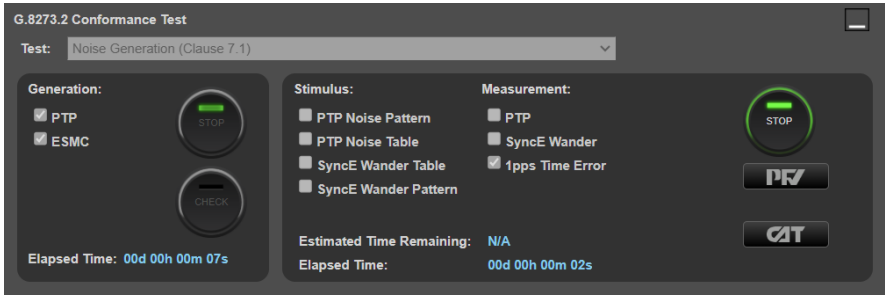 G.8273.2 Conformance Test
Test: Noise Generation (Clause 7.1)
Generation:
PTP
ESMC
STOP
CHECK
Elapsed Time: 00d 00h 00m 07s
Stimulus:
PTP Noise Pattern
PTP Noise Table
SyncE Wander Table
SyncE Wander Pattern
Measurement:
PTP
SyncE Wander
1pps Time Error
Estimated Time Remaining: N/A
Elapsed Time: 00d 00h 00m 02s
STOP
PFV
CAT